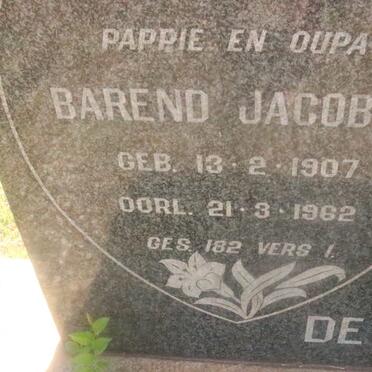 PAPPIE EN OUPA
BAREND JACOB
GEB. 13·2·1907
OORL. 21·3·1962
GES. 182 VERS 1.
DE